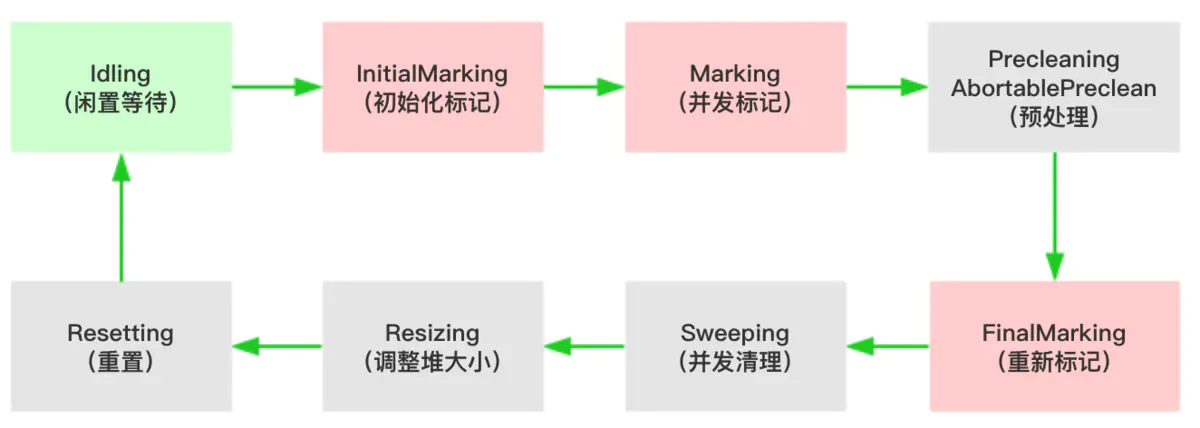 Idling
（闲置等待）
InitialMarking
（初始化标记）
Marking
（并发标记）
Precleaning
AbortablePreclean
（预处理）
FinalMarking
（重新标记）
Sweeping
（并发清理）
Resizing
（调整堆大小）
Resetting
（重置）